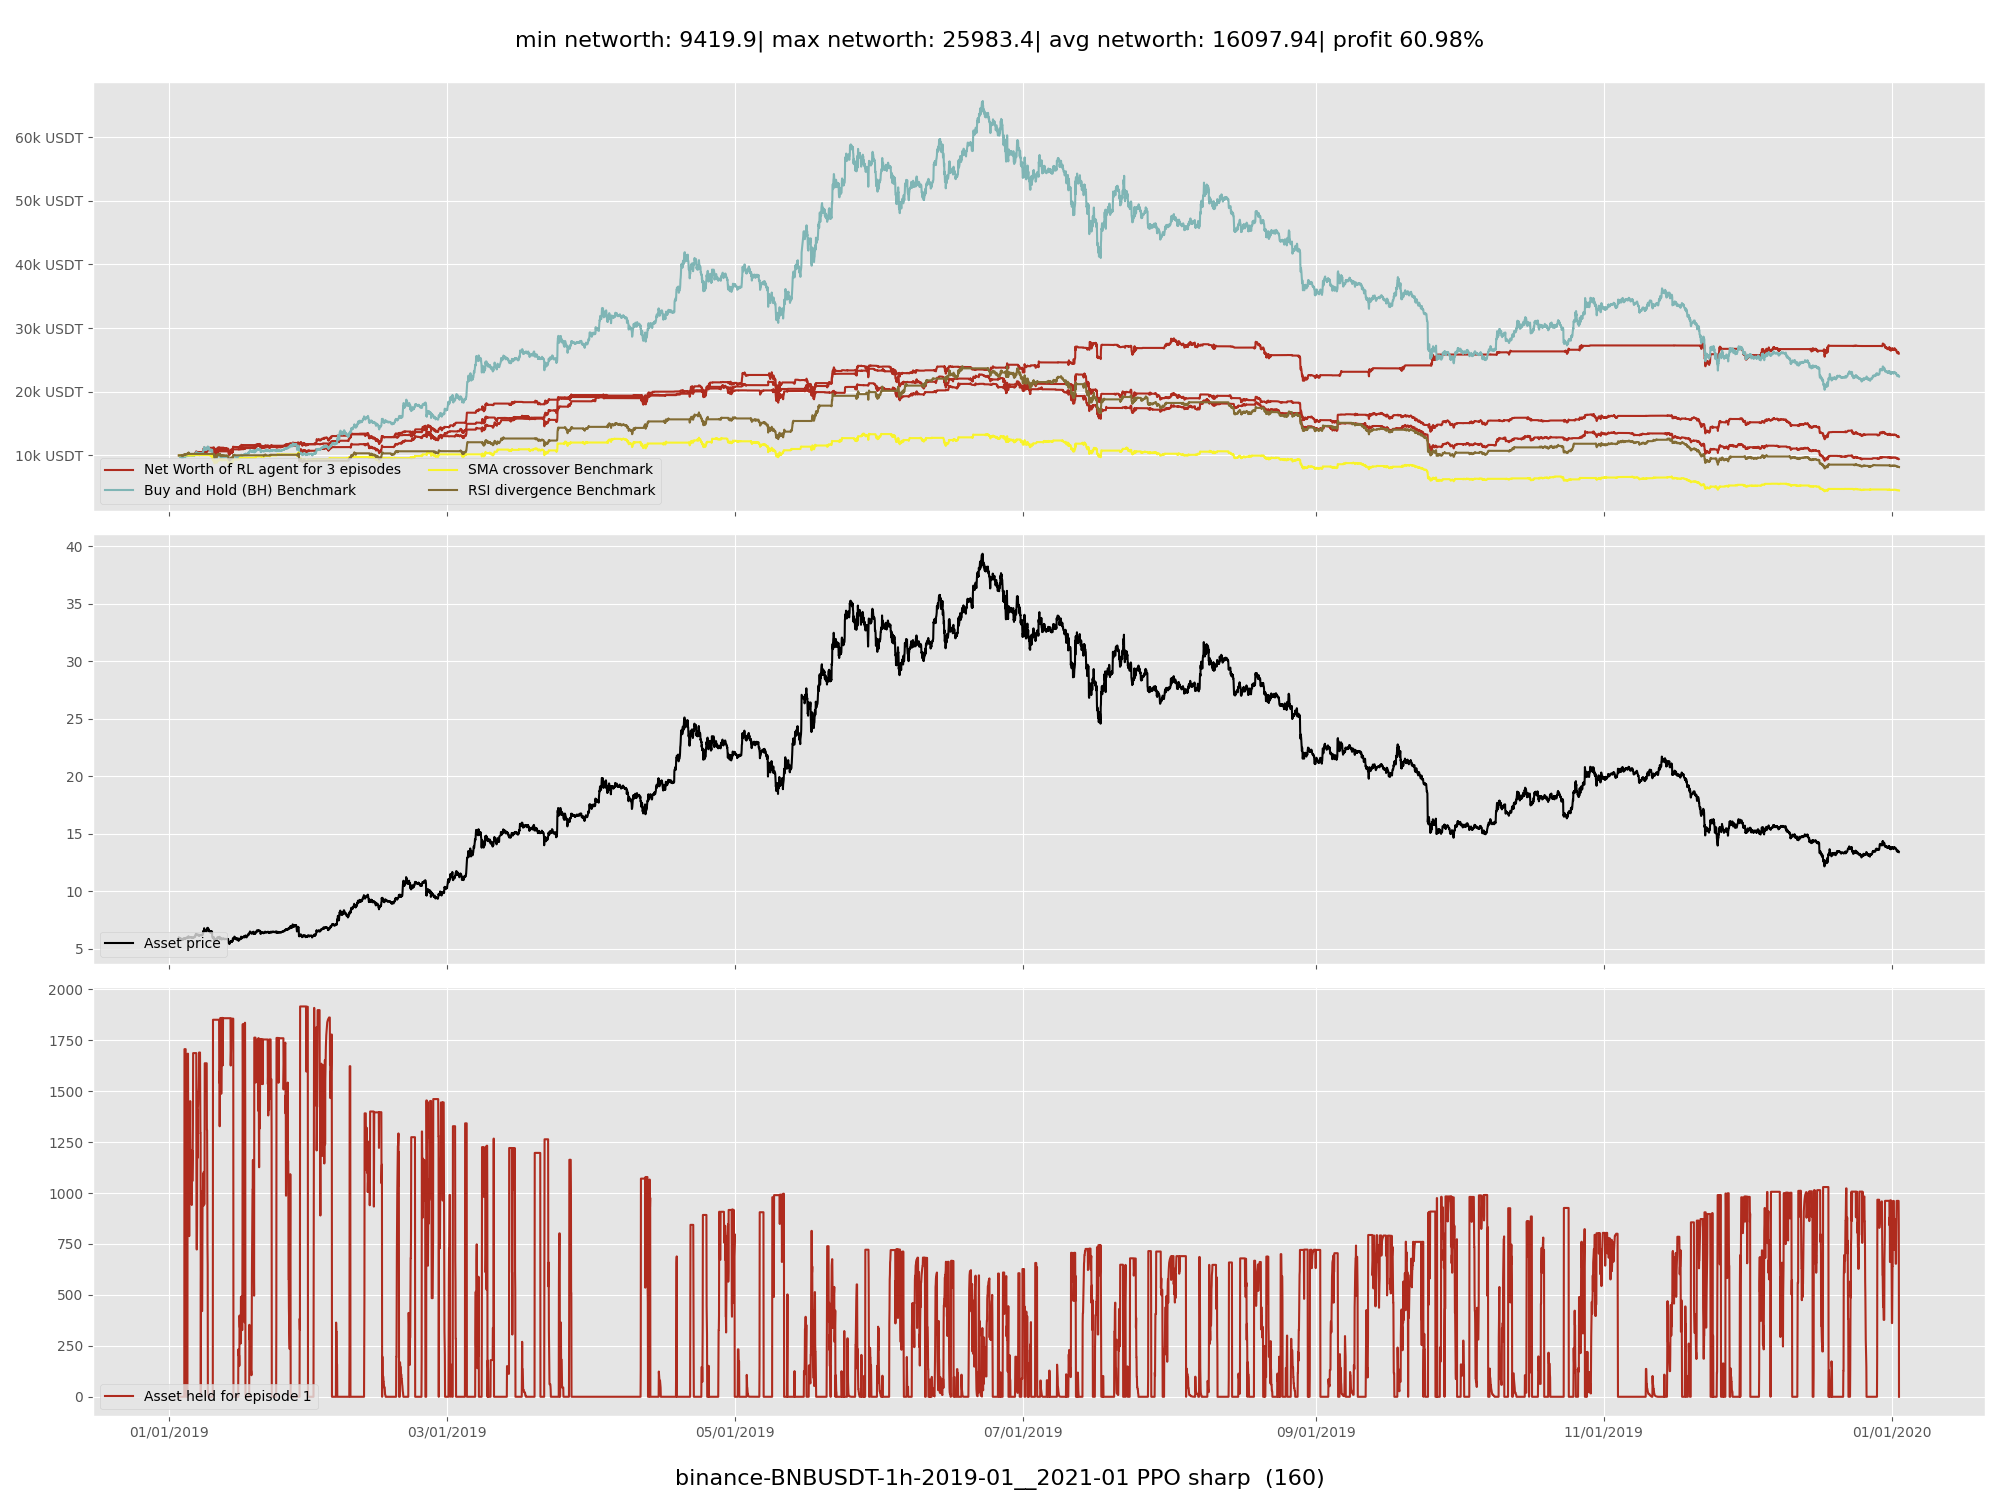 min networth: 9419.9| max networth: 25983.4| avg networth: 16097.94| profit 60.98%
60k USDT
50k USDT
40k USDT
30k USDT
20k USDT
10k USDT
Net Worth of RL agent for 3 episodes
Buy and Hold (BH) Benchmark
SMA crossover Benchmark
RSI divergence Benchmark
40
35
30
25
20
15
10
5
Asset price
2000
1750
1500
1250
1000
750
500
250
0
Asset held for episode 1
01/01/2019 03/01/2019 05/01/2019 07/01/2019 09/01/2019 11/01/2019 01/01/2020
binance-BNBUSDT-1h-2019-01__2021-01 PPO sharp (160)